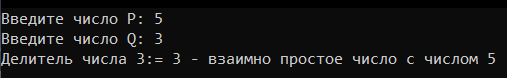 Введите число P: 5
Введите число Q: 3
Делитель числа 3:= 3 - взаимно простое число с числом 5